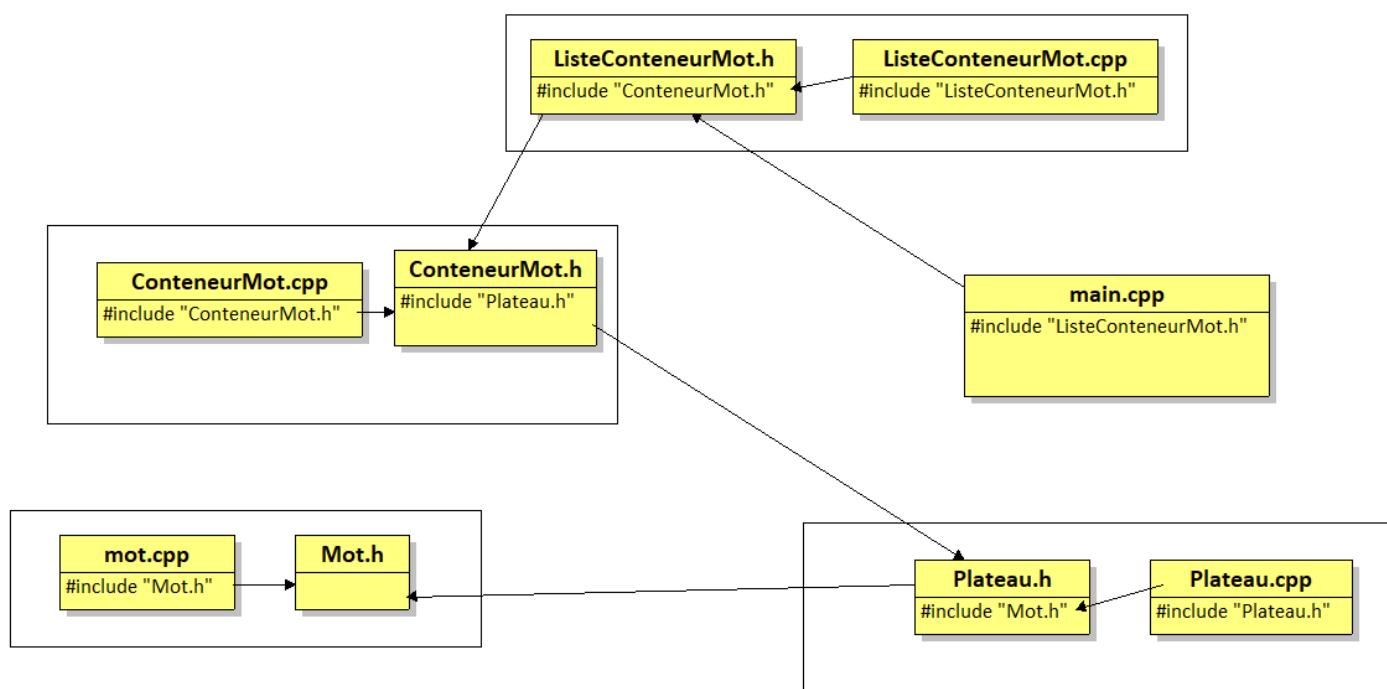 ListeConteneurMot.h
#include "ConteneurMot.h"
ListeConteneurMot.cpp
#include "ListeConteneurMot.h"
ConteneurMot.cpp
#include "ConteneurMot.h"
ConteneurMot.h
#include "Plateau.h"
main.cpp
#include "ListeConteneurMot.h"
mot.cpp
#include "Mot.h"
Mot.h
Plateau.h
#include "Mot.h"
Plateau.cpp
#include "Plateau.h"